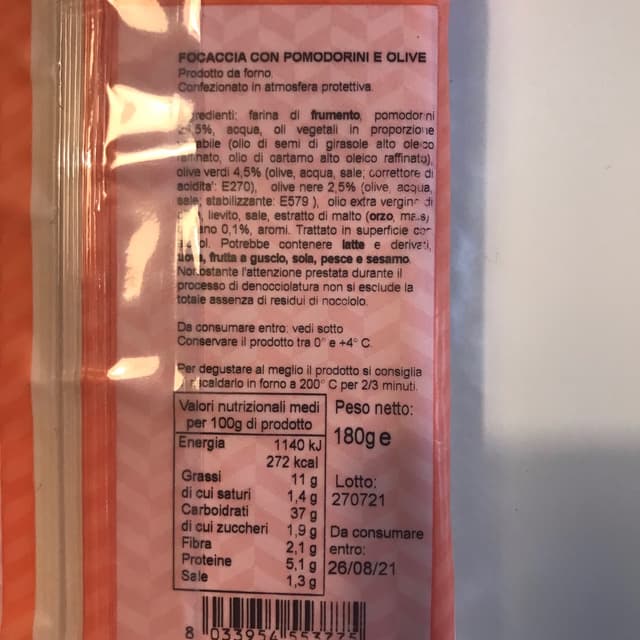 FOCACCIA CON POMODORINI E OLIVE
Prodotto da forno.
Confezionato in atmosfera protettiva.
farina di frumento, pomodorini
acqua, oli vegetali in proporzione
(olio di semi di girasole alto oleico
olio di cartamo alto oleico raffinato),
olive verdi 4,5% (olive, acqua, sale, correttore di
acidita': E270), olive nere 2,5% (olive, acqua,
sale, stabilizzante: E579 ), olio extra vergine di
lievito, sale, estratto di malto (orzo, mais)
0,1%, aromi. Trattato in superficie con
Potrebbe contenere latte e derivati,
uova, frutta a guscio, soia, pesce e sesamo.
Nonostante l'attenzione prestata durante il
processo di denocciolatura non si esclude la
totale assenza di residui di nocciolo.
Da consumare entro: vedi sotto
Conservare il prodotto tra 0° e +4° C.
Per degustare al meglio il prodotto si consiglia
di riscaldarlo in forno a 200° C per 2/3 minuti.
Valori nutrizionali medi
per 100g di prodotto
Energia 1140 kJ
272 kcal
Grassi 11 g
di cui saturi 1,4 g
Carboidrati 37 g
di cui zuccheri 1,9 g
Fibra 2,1 g
Proteine 5,1 g
Sale 1,3 g
Peso netto:
180g e
Lotto:
270721
Da consumare
entro:
26/08/21
8 033954 553775